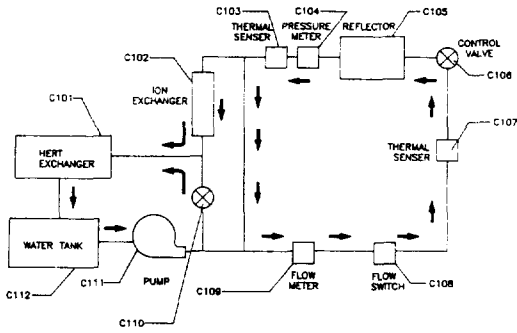 C103
C104
C105
THERMAL
SENSER
PRESSURE
METER
REFLECTOR
CONTROL
VALVE
C102
C106
ION
EXCHANGER
C101
C107
HERT
EXCHANGER
THERMAL
SENSER
WATER TANK
C112
C111
PUMP
C110
C109
FLOW
METER
FLOW
SWITCH
C108